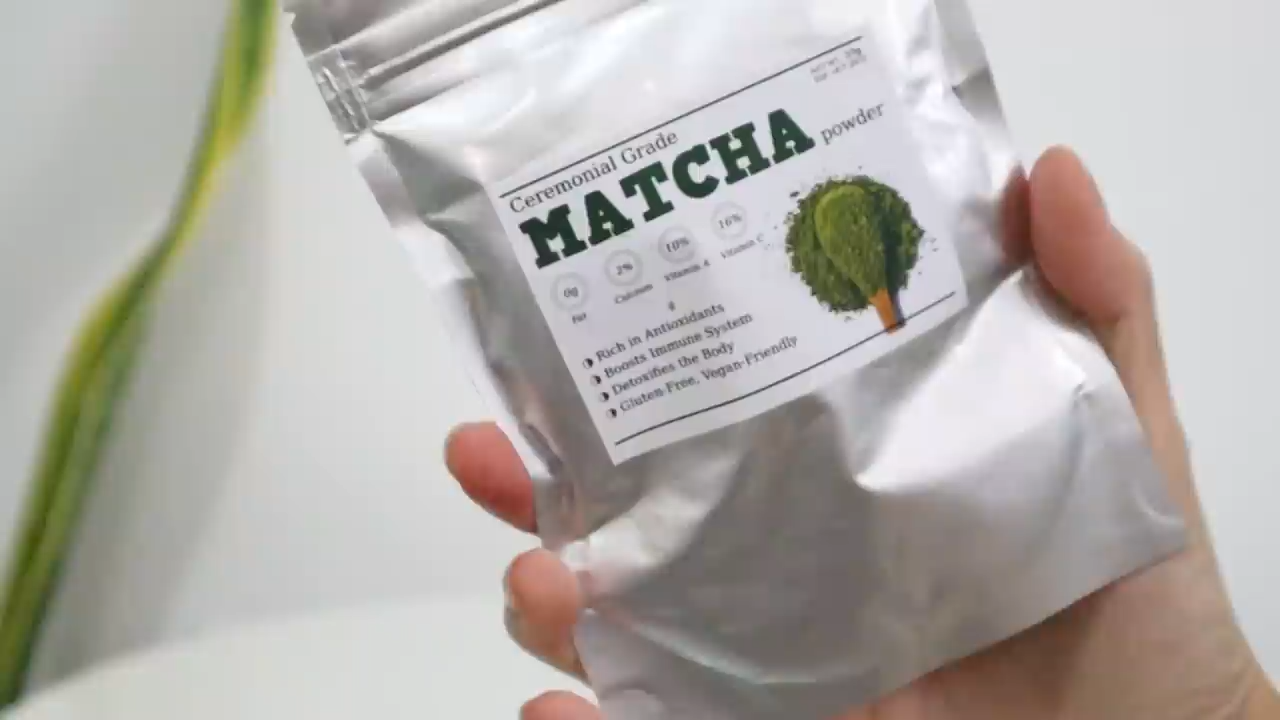 Ceremonial Grade
MATCHA powder
0g 2% 10% 16%
Fat Calcium Vitamin A Vitamin C
Rich in Antioxidants
Boosts Immune System
Detoxifies the Body
Gluten-Free, Vegan-Friendly